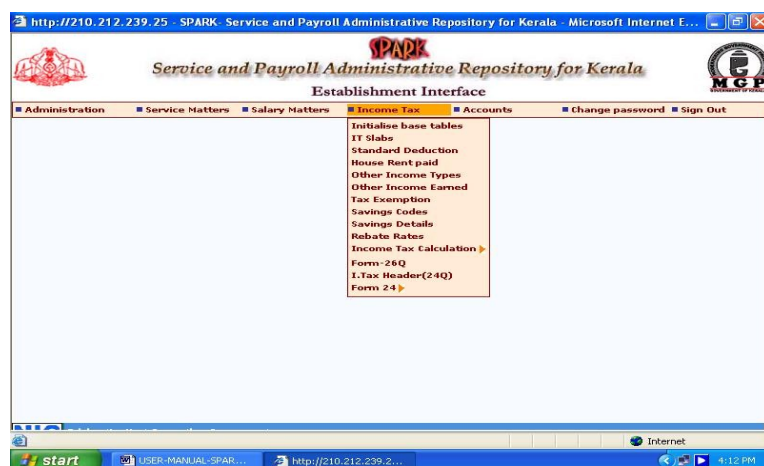 http://210.212.239.25 - SPARK- Service and Payroll Administrative Repository for Kerala - Microsoft Internet E...
SPARK
Service and Payroll Administrative Repository for Kerala
Establishment Interface
MGP
Administration Service Matters Salary Matters Income Tax Accounts Change password Sign Out
Initialise base tables
IT Slabs
Standard Deduction
House Rent paid
Other Income Types
Other Income Earned
Tax Exemption
Savings Codes
Savings Details
Rebate Rates
Income Tax Calculation
Form-26Q
I.Tax Header(24Q)
Form 24
NIC
Internet
start USER-MANUAL-SPAR... http://210.212.239.2... 4:12 PM